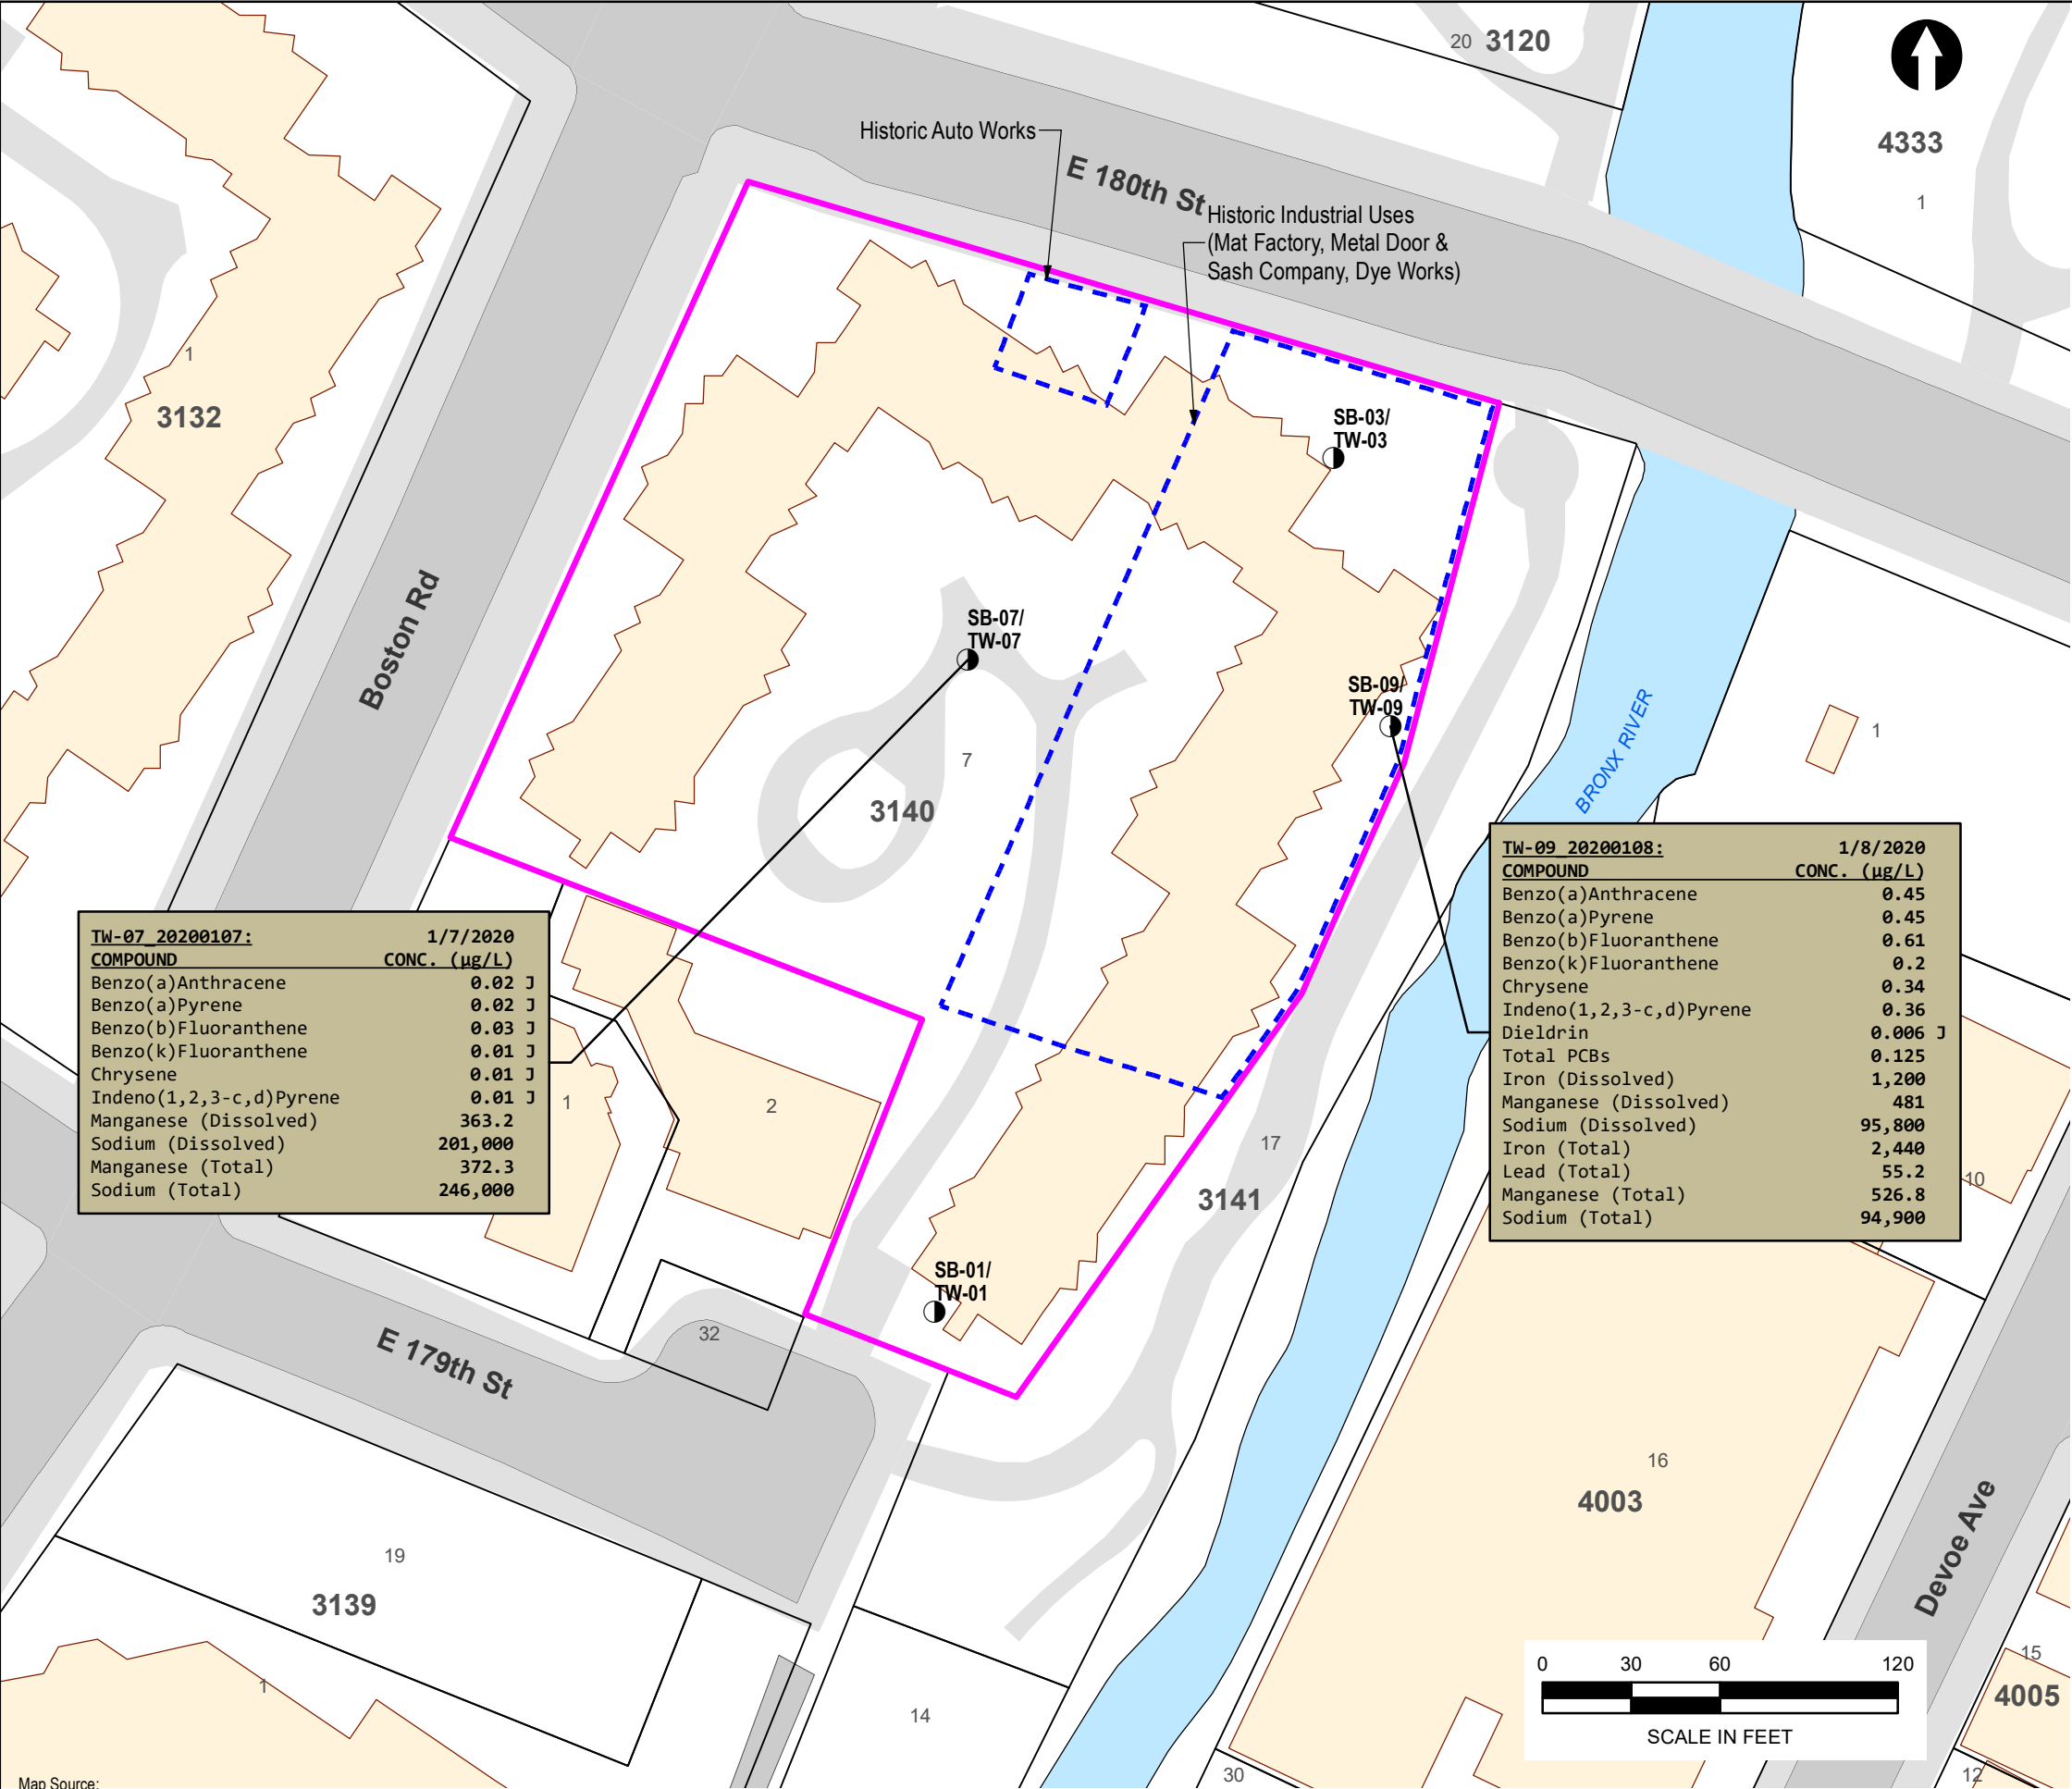 20 3120
4333
1
Historic Auto Works
E 180th St
Historic Industrial Uses
(Mat Factory, Metal Door &
Sash Company, Dye Works)
1
3132
SB-03/
TW-03
Boston Rd
SB-07/
TW-07
SB-09/
TW-09
BRONX RIVER
1
7
3140
TW-09_20200108: 1/8/2020
COMPOUND CONC. (µg/L)
Benzo(a)Anthracene 0.45
Benzo(a)Pyrene 0.45
Benzo(b)Fluoranthene 0.61
Benzo(k)Fluoranthene 0.2
Chrysene 0.34
Indeno(1,2,3-c,d)Pyrene 0.36
Dieldrin 0.006 J
Total PCBs 0.125
Iron (Dissolved) 1,200
Manganese (Dissolved) 481
Sodium (Dissolved) 95,800
Iron (Total) 2,440
Lead (Total) 55.2
Manganese (Total) 526.8
Sodium (Total) 94,900
TW-07_20200107: 1/7/2020
COMPOUND CONC. (µg/L)
Benzo(a)Anthracene 0.02 J
Benzo(a)Pyrene 0.02 J
Benzo(b)Fluoranthene 0.03 J
Benzo(k)Fluoranthene 0.01 J
Chrysene 0.01 J
Indeno(1,2,3-c,d)Pyrene 0.01 J
Manganese (Dissolved) 363.2
Sodium (Dissolved) 201,000
Manganese (Total) 372.3
Sodium (Total) 246,000
1
2
17
3141
10
SB-01/
TW-01
32
E 179th St
16
4003
Devoe Ave
19
3139
1
14
15
4005
0 30 60 120
SCALE IN FEET
30
12
Map Source: